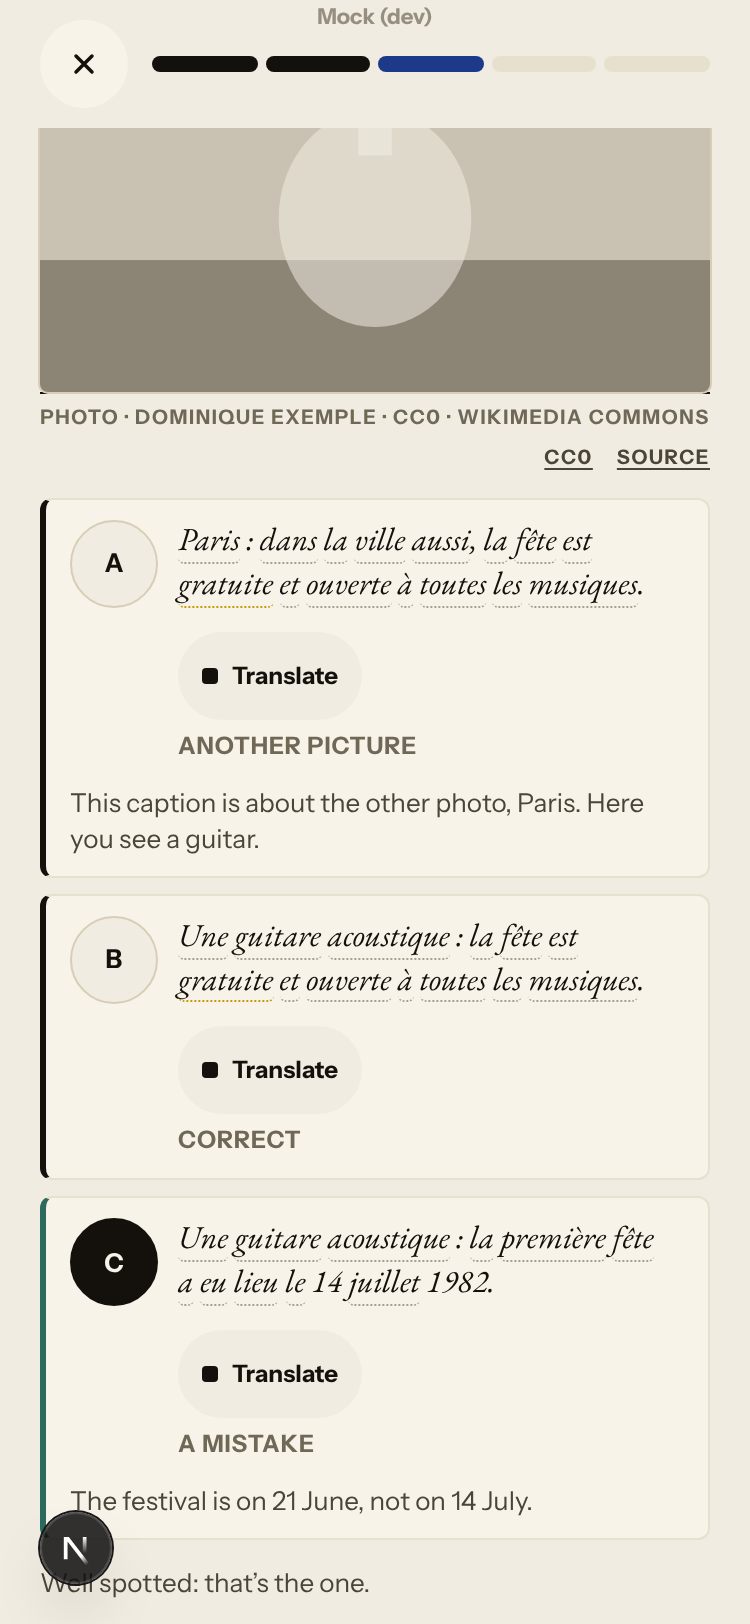 Mock (dev)
PHOTO · DOMINIQUE EXEMPLE · CC0 · WIKIMEDIA COMMONS
CC0 SOURCE
A
Paris : dans la ville aussi, la fête est
gratuite et ouverte à toutes les musiques.
Translate
ANOTHER PICTURE
This caption is about the other photo, Paris. Here
you see a guitar.
B
Une guitare acoustique : la fête est
gratuite et ouverte à toutes les musiques.
Translate
CORRECT
C
Une guitare acoustique : la première fête
a eu lieu le 14 juillet 1982.
Translate
A MISTAKE
The festival is on 21 June, not on 14 July.
N
Well spotted: that’s the one.